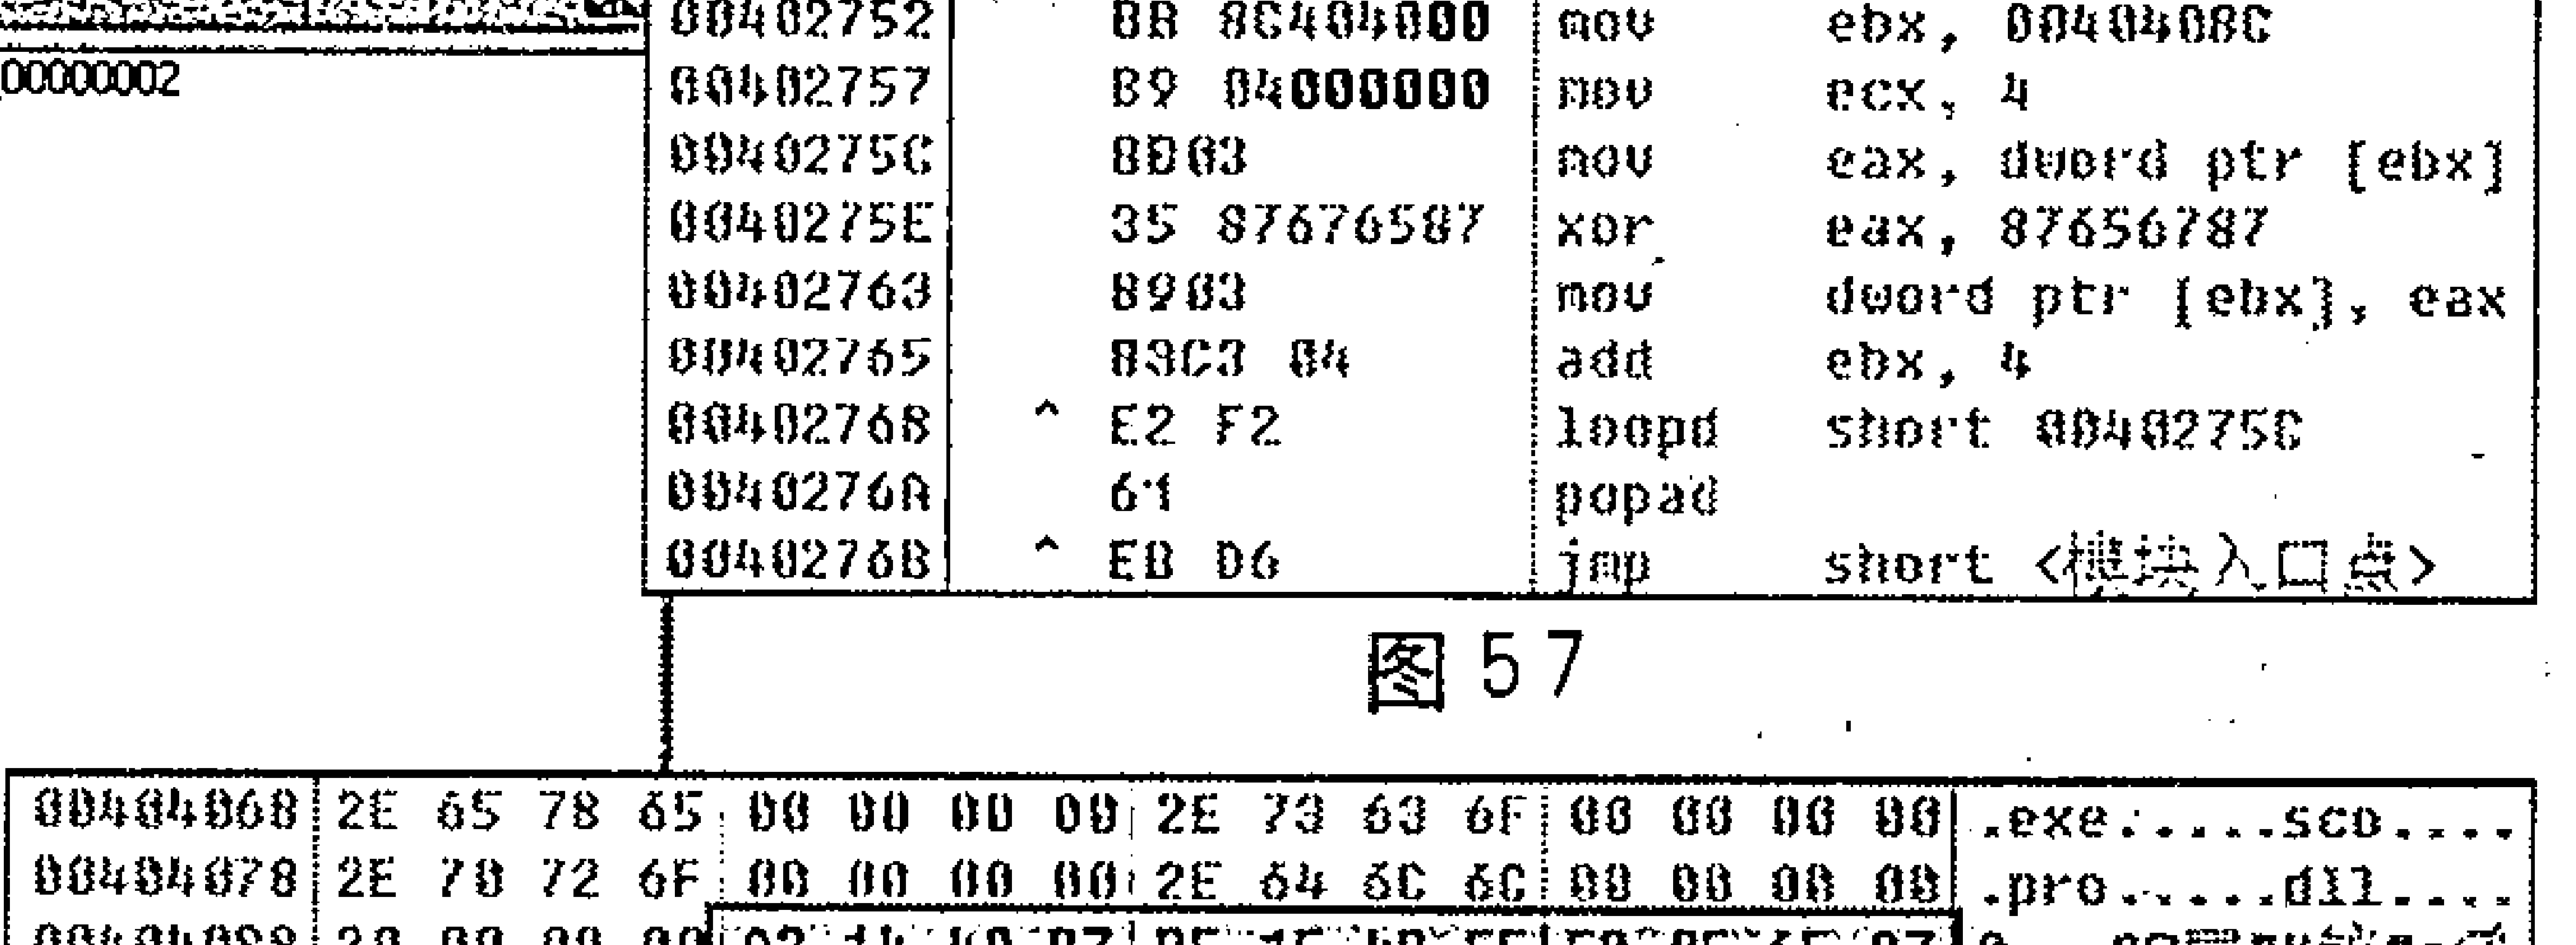 00000002
00402752 BB 8C404000 mov ebx, 0040408C
00402757 B9 04000000 mov ecx, 4
0040275C 8B03 mov eax, dword ptr [ebx]
0040275E 35 87676587 xor eax, 87656787
00402763 8903 mov dword ptr [ebx], eax
00402765 83C3 04 add ebx, 4
00402768 ^ E2 F2 loopd short 0040275C
0040276A 61 popad
0040276B ^ EB D6 jmp short <模块入口点>
图 57
00404068 2E 65 78 65 00 00 00 00 2E 73 63 6F 00 00 00 00 .exe.....sco....
00404078 2E 70 72 6F 00 00 00 00 2E 64 6C 6C 00 00 00 00 .pro.....dll....